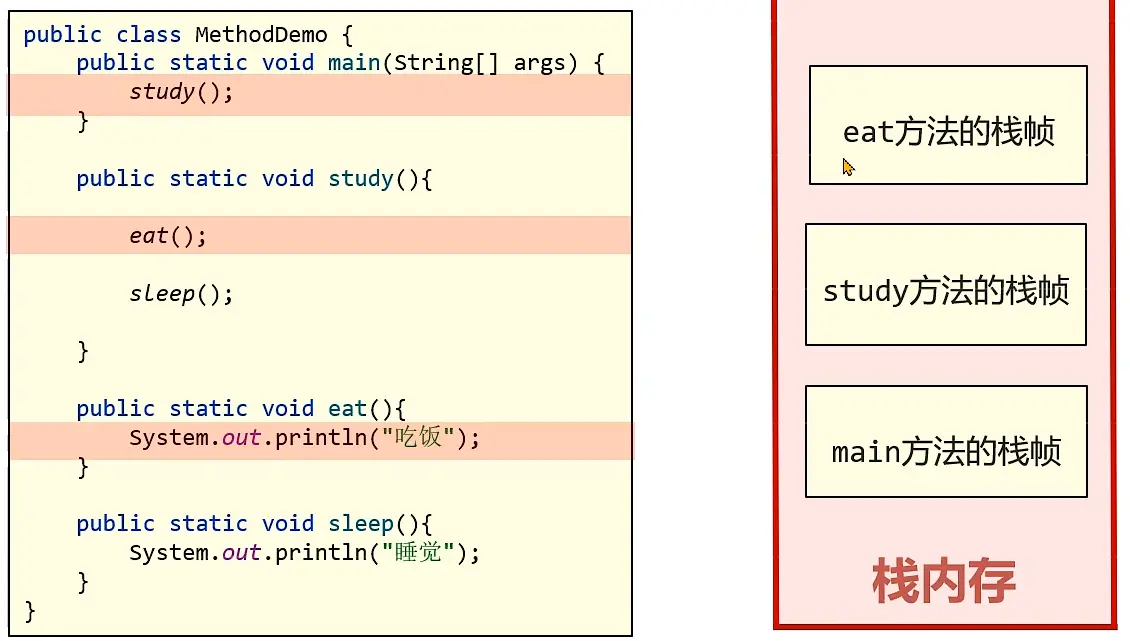 public class MethodDemo {
public static void main(String[] args) {
study();
}
public static void study(){
eat();
sleep();
}
public static void eat(){
System.out.println("吃饭");
}
public static void sleep(){
System.out.println("睡觉");
}
}
eat方法的栈帧
study方法的栈帧
main方法的栈帧
栈内存